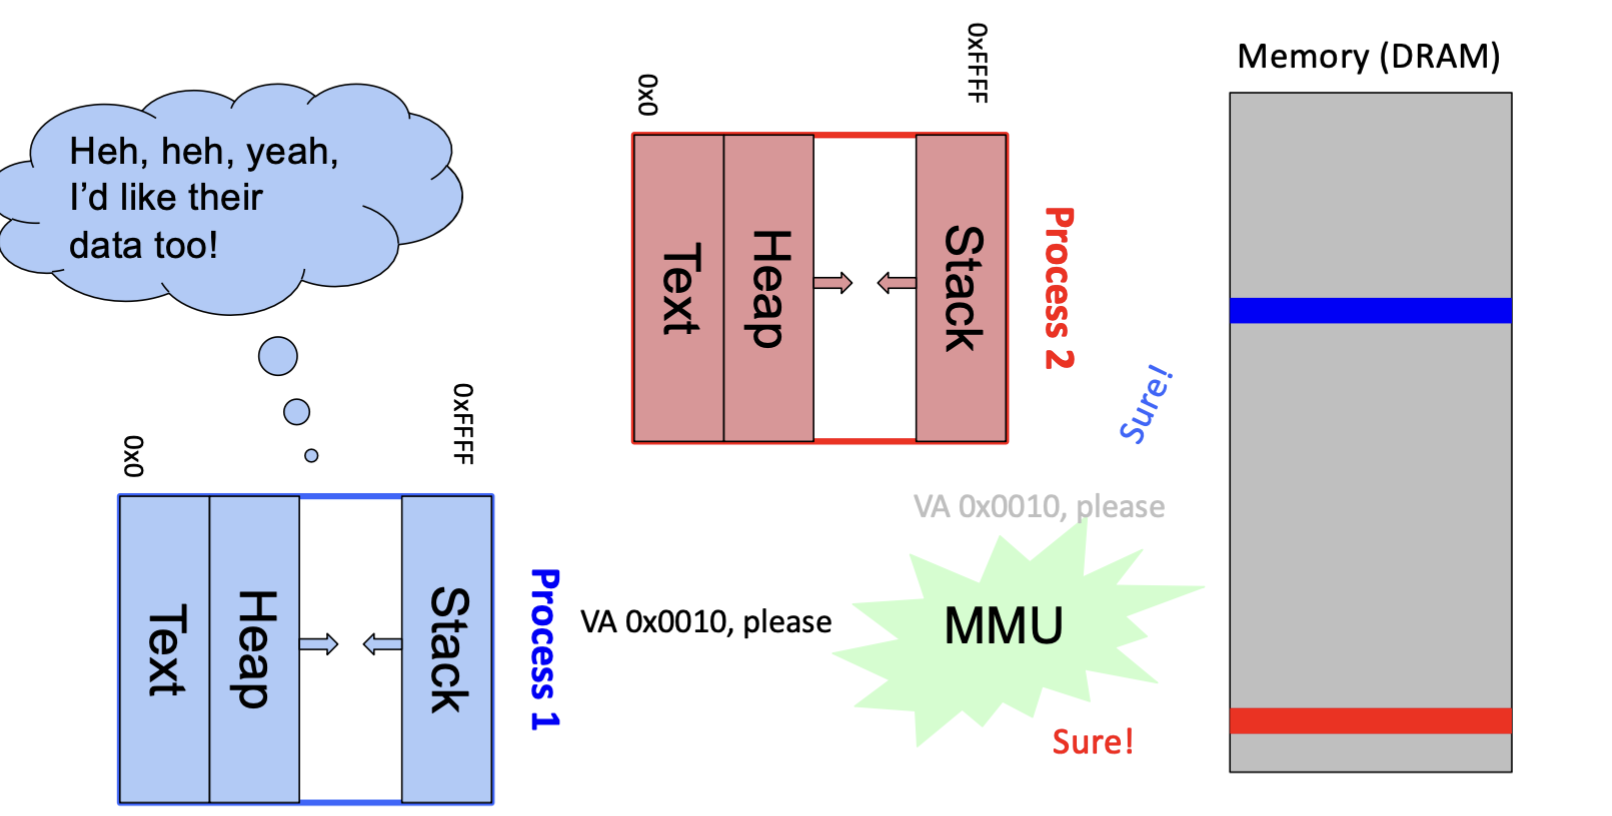 Memory (DRAM)
0x0
0xFFFF
Heh, heh, yeah,
I'd like their
data too!
Text
Heap
Stack
Process 2
Sure!
0x0
0xFFFF
Text
Heap
Stack
Process 1
VA 0x0010, please
VA 0x0010, please
MMU
Sure!